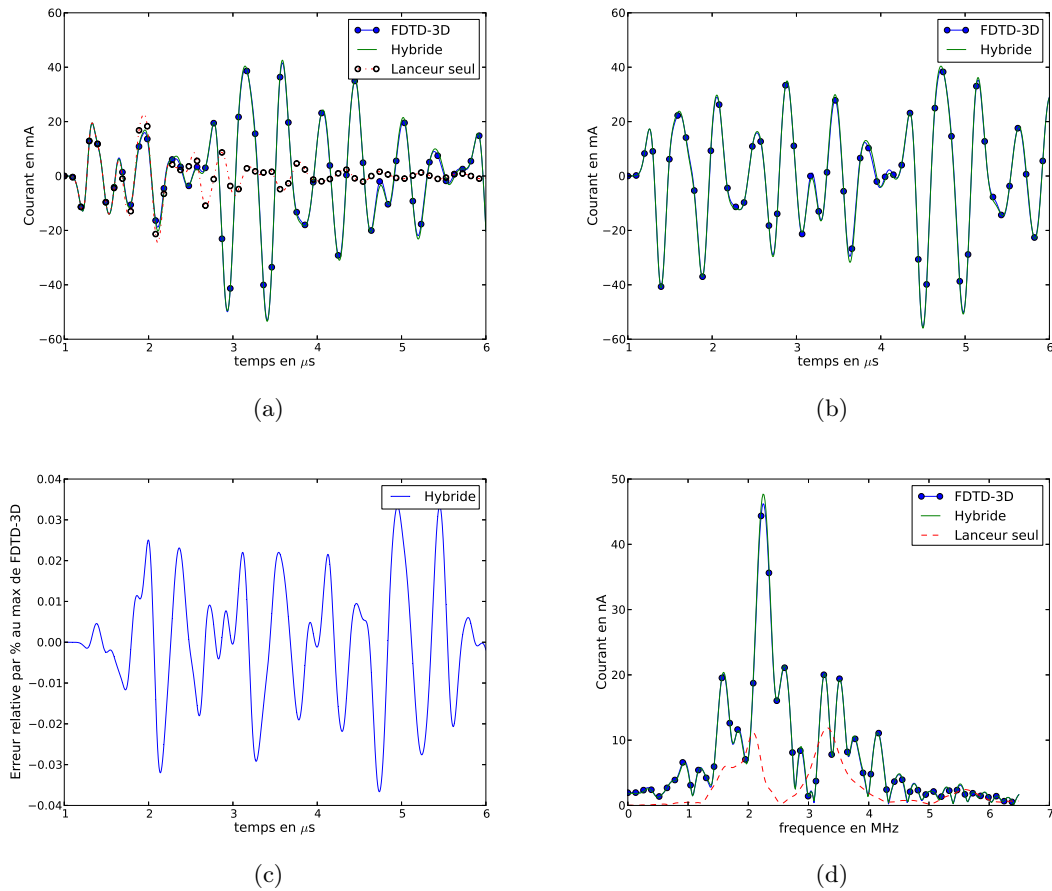 60
40
20
0
−20
−40
−60
Courant en mA
1 2 3 4 5 6
temps en μs
FDTD-3D
Hybride
Lanceur seul
(a)
60
40
20
0
−20
−40
−60
Courant en mA
1 2 3 4 5 6
temps en μs
FDTD-3D
Hybride
(b)
0.04
0.03
0.02
0.01
0.00
−0.01
−0.02
−0.03
−0.04
Erreur relative par % au max de FDTD-3D
1 2 3 4 5 6
temps en μs
Hybride
(c)
50
40
30
20
10
0
Courant en nA
0 1 2 3 4 5 6 7
frequence en MHz
FDTD-3D
Hybride
Lanceur seul
(d)